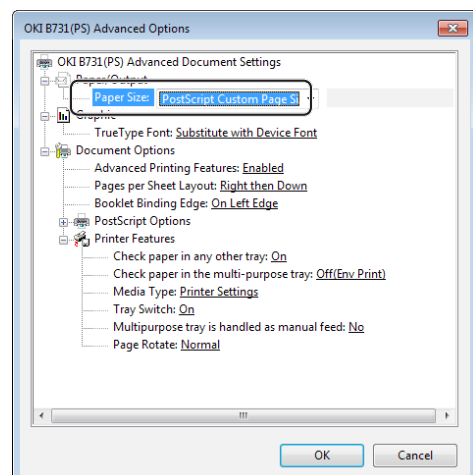 OKI B731(PS) Advanced Options
OKI B731(PS) Advanced Document Settings
Paper/Output
Paper Size: PostScript Custom Page Si
Graphic
TrueType Font: Substitute with Device Font
Document Options
Advanced Printing Features: Enabled
Pages per Sheet Layout: Right then Down
Booklet Binding Edge: On Left Edge
PostScript Options
Printer Features
Check paper in any other tray: On
Check paper in the multi-purpose tray: Off(Env Print)
Media Type: Printer Settings
Tray Switch: On
Multipurpose tray is handled as manual feed: No
Page Rotate: Normal
OK
Cancel